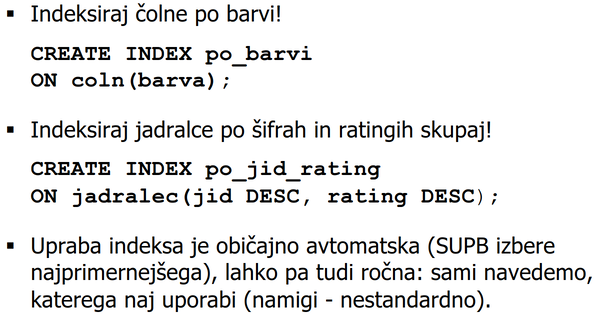 ▪ Indeksiraj čolne po barvi!
CREATE INDEX po_barvi
ON coln(barva);
▪ Indeksiraj jadralce po šifrah in ratingih skupaj!
CREATE INDEX po_jid_rating
ON jadralec(jid DESC, rating DESC);
▪ Upraba indeksa je običajno avtomatska (SUPB izbere
najprimernejšega), lahko pa tudi ročna: sami navedemo,
katerega naj uporabi (namigi - nestandardno).